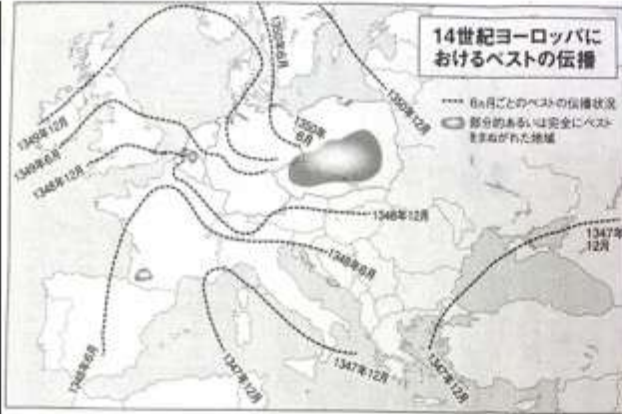 14世紀ヨーロッパに
おけるペストの伝播
6ヵ月ごとのペストの伝播状況
部分的あるいは完全にペスト
をまぬがれた地域
1350年6月
1350年12月
1350年
6月
1349年12月
1349年6月
1348年12月
1348年12月
1348年6月
1347年
12月
1348年6月
1347年12月
1347年12月
1347年12月